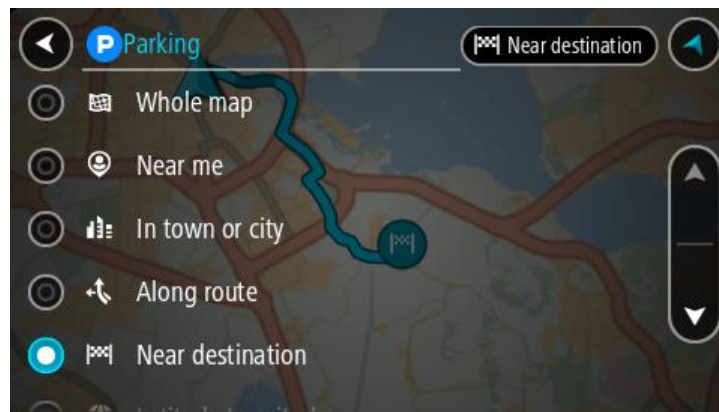 P Parking
Near destination
Whole map
Near me
In town or city
Along route
Near destination